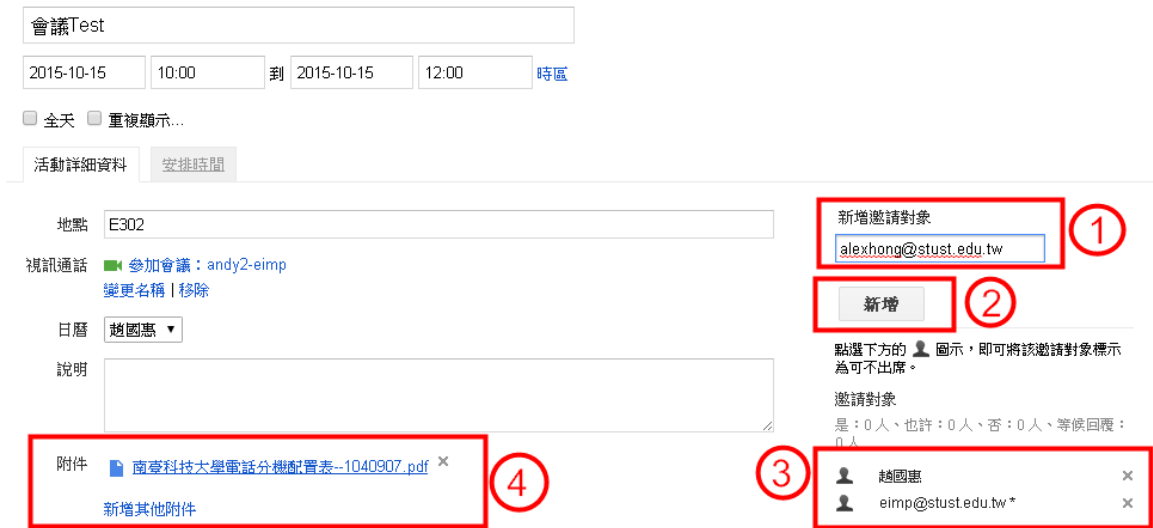 會議Test
2015-10-15 10:00 到 2015-10-15 12:00 時區
全天 重複顯示...
活動詳細資料 安排時間
地點 E302
視訊通話 參加會議：andy2-eimp
變更名稱 | 移除
日曆 趙國惠 ▼
說明
附件 南臺科技大學電話分機配置表--1040907.pdf ×
新增其他附件
4
新增邀請對象
alexhong@stust.edu.tw
1
新增
2
點選下方的 圖示，即可將該邀請對象標示
為可不出席。
邀請對象
是：0 人、也許：0 人、否：0 人、等候回覆：
0 人
3
趙國惠 ×
eimp@stust.edu.tw * ×